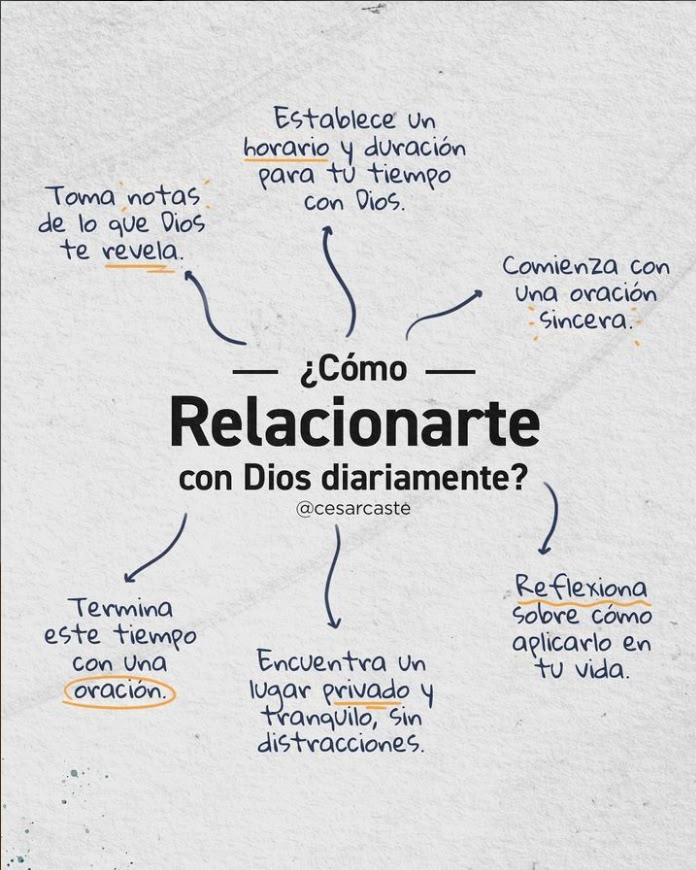 Establece un
horario y duración
para tu tiempo
con Dios.
Toma notas
de lo que Dios
te revela.
Comienza con
una oración
sincera.
¿Cómo
Relacionarte
con Dios diariamente?
@cesarcaste
Termina
este tiempo
con una
oración.
Encuentra un
lugar privado y
tranquilo, sin
distracciones.
Reflexiona
sobre cómo
aplicarlo en
tu vida.